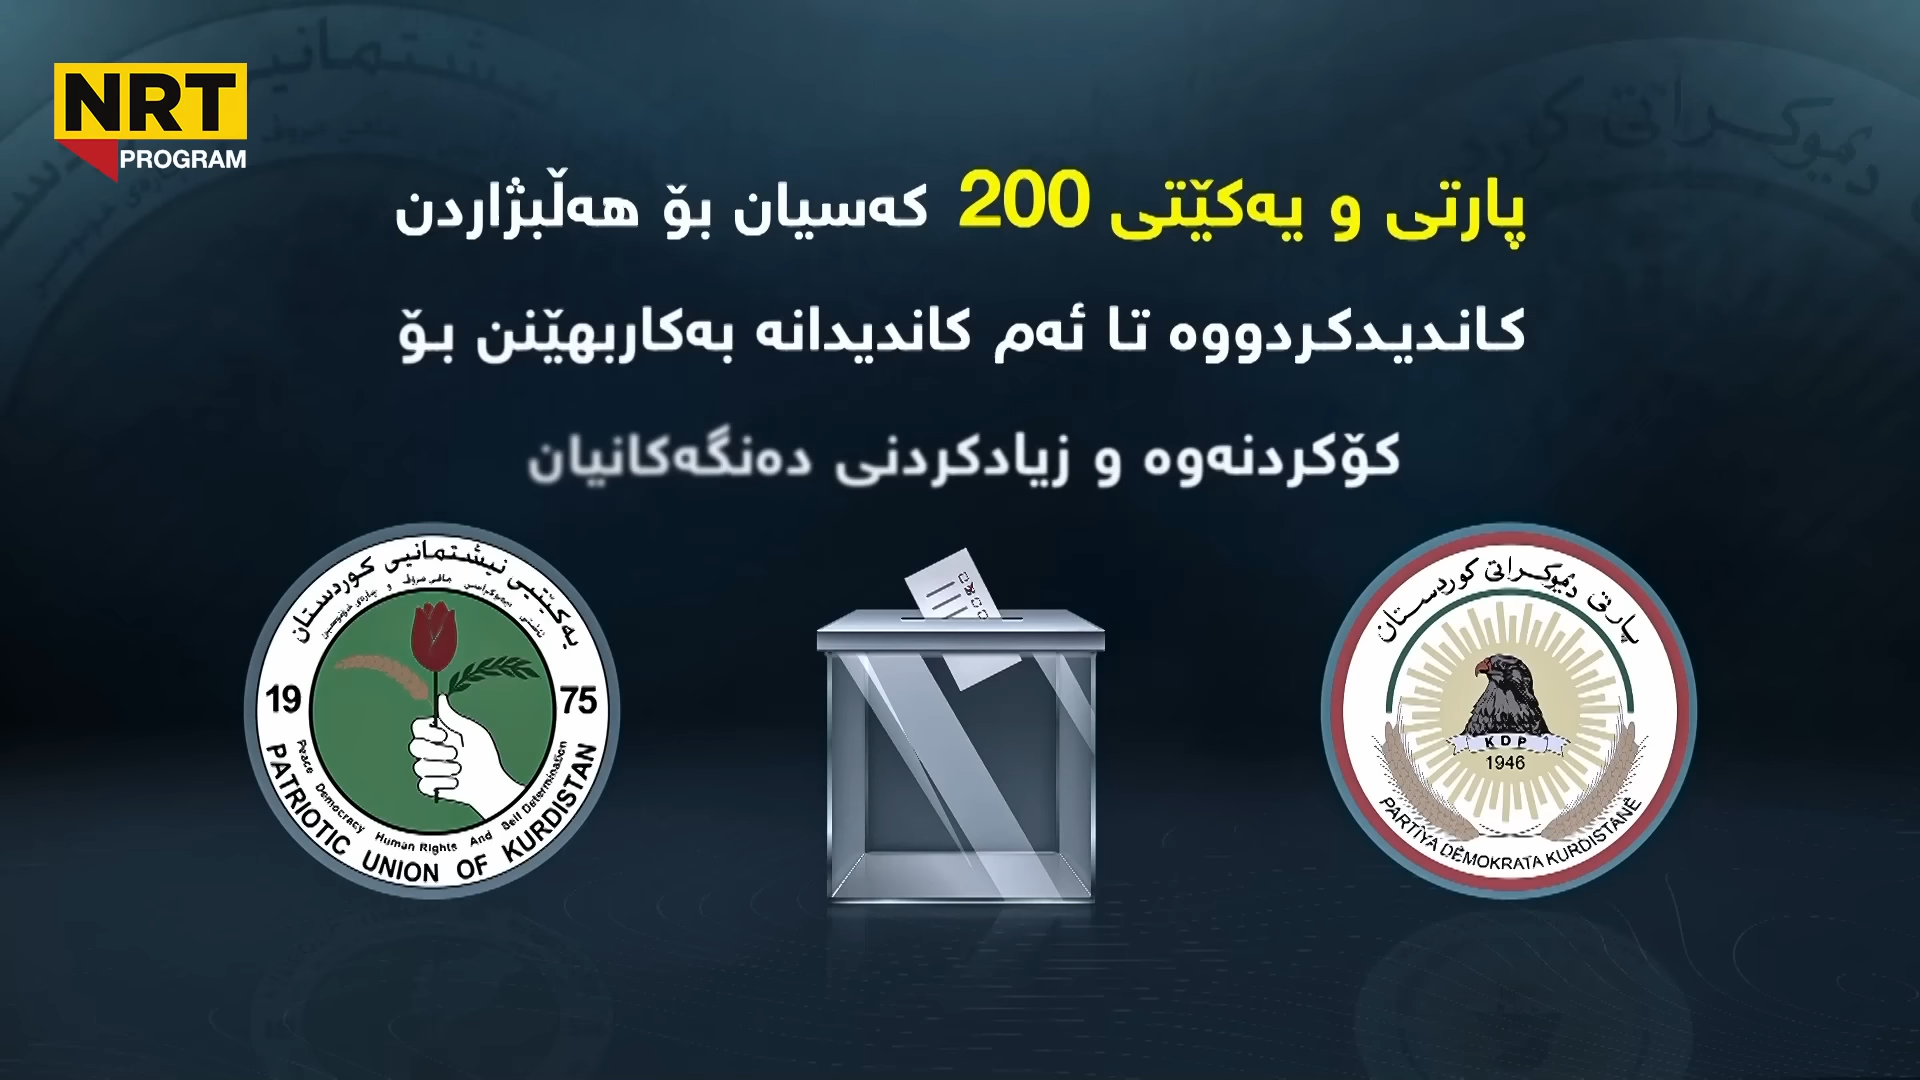 NRT
PROGRAM
پارتی و یەکێتی 200 کەسیان بۆ هەڵبژاردن
کاندیدکردووە تا ئەم کاندیدانە بەکاربهێنن بۆ
کۆکردنەوە و زیادکردنی دەنگەکانیان
یەکێتیی نیشتمانیی کوردستان
19 75
Peace Democracy Human Rights And Self Determination
PATRIOTIC UNION OF KURDISTAN
پارتی دیموکراتی کوردستان
KDP
1946
PARTÎYA DÊMOKRATA KURDISTANÊ